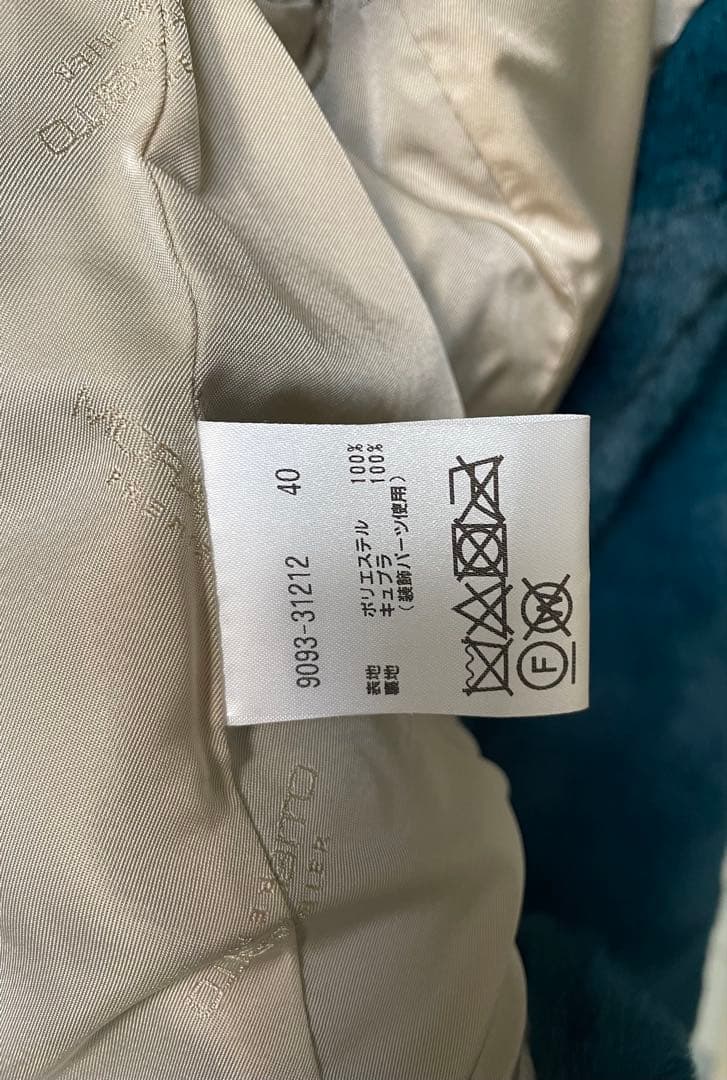 9093-31212 40
表地 ポリエステル 100%
裏地 キュプラ 100%
(装飾パーツ使用)
F
W